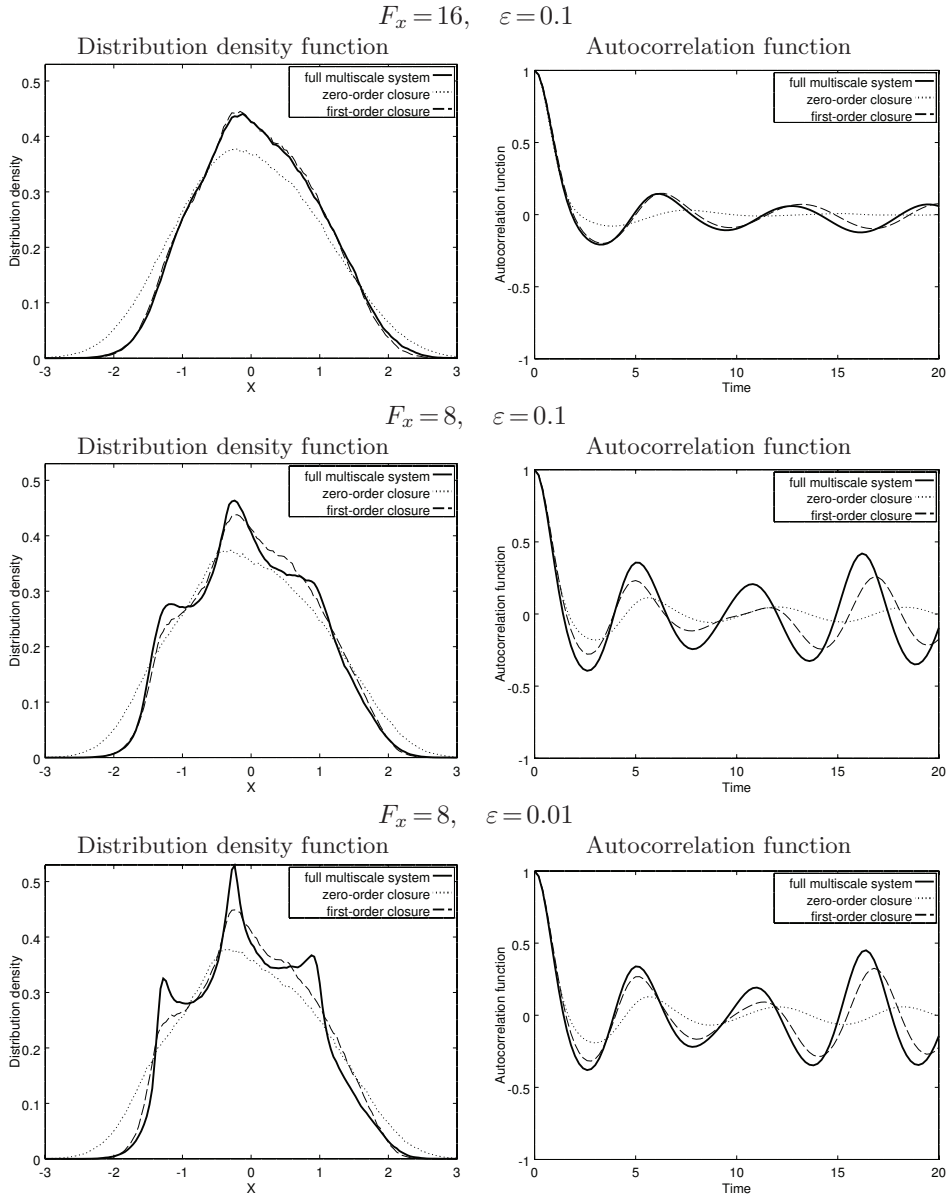 F_x = 16, ε = 0.1
Distribution density function
Autocorrelation function
full multiscale system
zero-order closure
first-order closure
Distribution density
0.5
0.4
0.3
0.2
0.1
0
-3 -2 -1 0 1 2 3
X
full multiscale system
zero-order closure
first-order closure
Autocorrelation function
1
0.5
0
-0.5
-1
0 5 10 15 20
Time
F_x = 8, ε = 0.1
Distribution density function
Autocorrelation function
full multiscale system
zero-order closure
first-order closure
Distribution density
0.5
0.4
0.3
0.2
0.1
0
-3 -2 -1 0 1 2 3
X
full multiscale system
zero-order closure
first-order closure
Autocorrelation function
1
0.5
0
-0.5
-1
0 5 10 15 20
Time
F_x = 8, ε = 0.01
Distribution density function
Autocorrelation function
full multiscale system
zero-order closure
first-order closure
Distribution density
0.5
0.4
0.3
0.2
0.1
0
-3 -2 -1 0 1 2 3
X
full multiscale system
zero-order closure
first-order closure
Autocorrelation function
1
0.5
0
-0.5
-1
0 5 10 15 20
Time